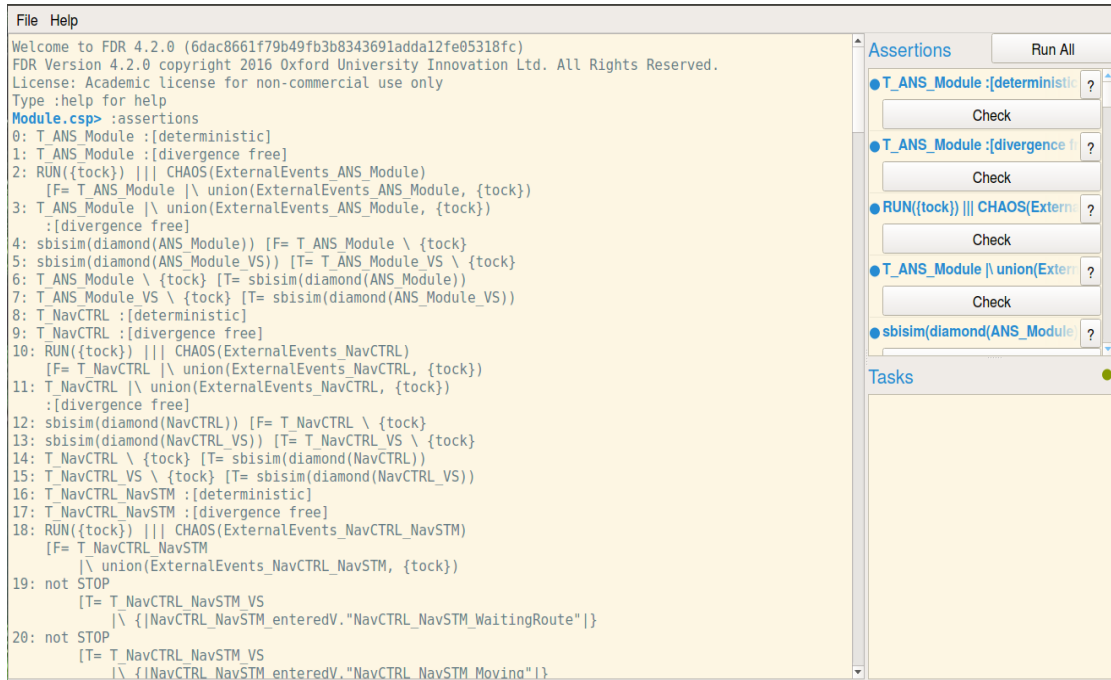 File Help
Welcome to FDR 4.2.0 (6dac8661f79b49fb3b8343691adda12fe05318fc)
FDR Version 4.2.0 copyright 2016 Oxford University Innovation Ltd. All Rights Reserved.
License: Academic license for non-commercial use only
Type :help for help
Module.csp> :assertions
0: T_ANS_Module :[deterministic]
1: T_ANS_Module :[divergence free]
2: RUN({tock}) ||| CHAOS(ExternalEvents_ANS_Module)
    [F= T_ANS_Module |\ union(ExternalEvents_ANS_Module, {tock})
3: T_ANS_Module |\ union(ExternalEvents_ANS_Module, {tock})
    :[divergence free]
4: sbisim(diamond(ANS_Module)) [F= T_ANS_Module \ {tock}
5: sbisim(diamond(ANS_Module_VS)) [T= T_ANS_Module_VS \ {tock}
6: T_ANS_Module \ {tock} [T= sbisim(diamond(ANS_Module))
7: T_ANS_Module_VS \ {tock} [T= sbisim(diamond(ANS_Module_VS))
8: T_NavCTRL :[deterministic]
9: T_NavCTRL :[divergence free]
10: RUN({tock}) ||| CHAOS(ExternalEvents_NavCTRL)
    [F= T_NavCTRL |\ union(ExternalEvents_NavCTRL, {tock})
11: T_NavCTRL |\ union(ExternalEvents_NavCTRL, {tock})
    :[divergence free]
12: sbisim(diamond(NavCTRL)) [F= T_NavCTRL \ {tock}
13: sbisim(diamond(NavCTRL_VS)) [T= T_NavCTRL_VS \ {tock}
14: T_NavCTRL \ {tock} [T= sbisim(diamond(NavCTRL))
15: T_NavCTRL_VS \ {tock} [T= sbisim(diamond(NavCTRL_VS))
16: T_NavCTRL_NavSTM :[deterministic]
17: T_NavCTRL_NavSTM :[divergence free]
18: RUN({tock}) ||| CHAOS(ExternalEvents_NavCTRL_NavSTM)
    [F= T_NavCTRL_NavSTM
        |\ union(ExternalEvents_NavCTRL_NavSTM, {tock})
19: not STOP
        [T= T_NavCTRL_NavSTM_VS
            |\ {|NavCTRL_NavSTM_enteredV."NavCTRL_NavSTM_WaitingRoute"|}
20: not STOP
        [T= T_NavCTRL_NavSTM_VS
            |\ {|NavCTRL_NavSTM_enteredV."NavCTRL_NavSTM_Moving"|}
Assertions
Run All
T_ANS_Module :[deterministic ?
Check
T_ANS_Module :[divergence f ?
Check
RUN({tock}) ||| CHAOS(Externa ?
Check
T_ANS_Module |\ union(Extern ?
Check
sbisim(diamond(ANS_Module) ?
Tasks